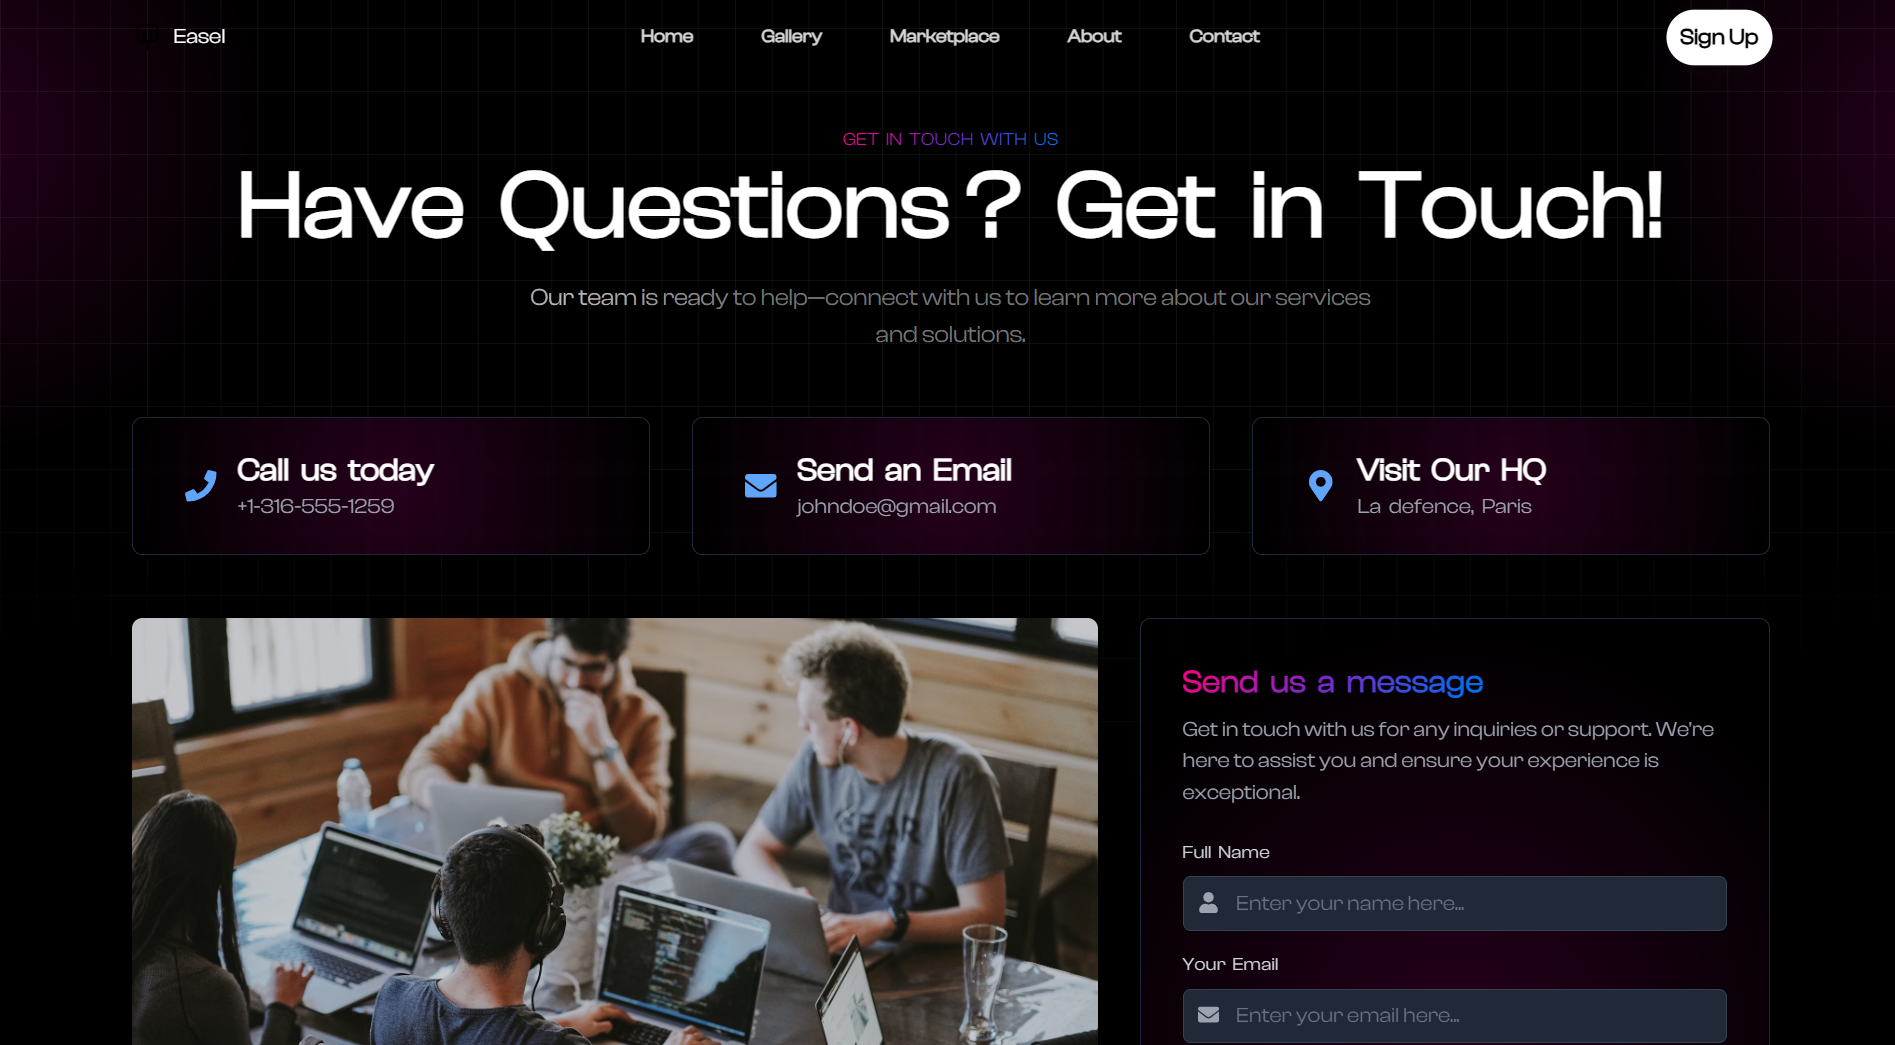 Easel
Home
Gallery
Marketplace
About
Contact
Sign Up
GET IN TOUCH WITH US
Have Questions? Get in Touch!
Our team is ready to help—connect with us to learn more about our services
and solutions.
Call us today
+1-316-555-1259
Send an Email
johndoe@gmail.com
Visit Our HQ
La defence, Paris
GEAR
Send us a message
Get in touch with us for any inquiries or support. We're
here to assist you and ensure your experience is
exceptional.
Full Name
Enter your name here...
Your Email
Enter your email here...